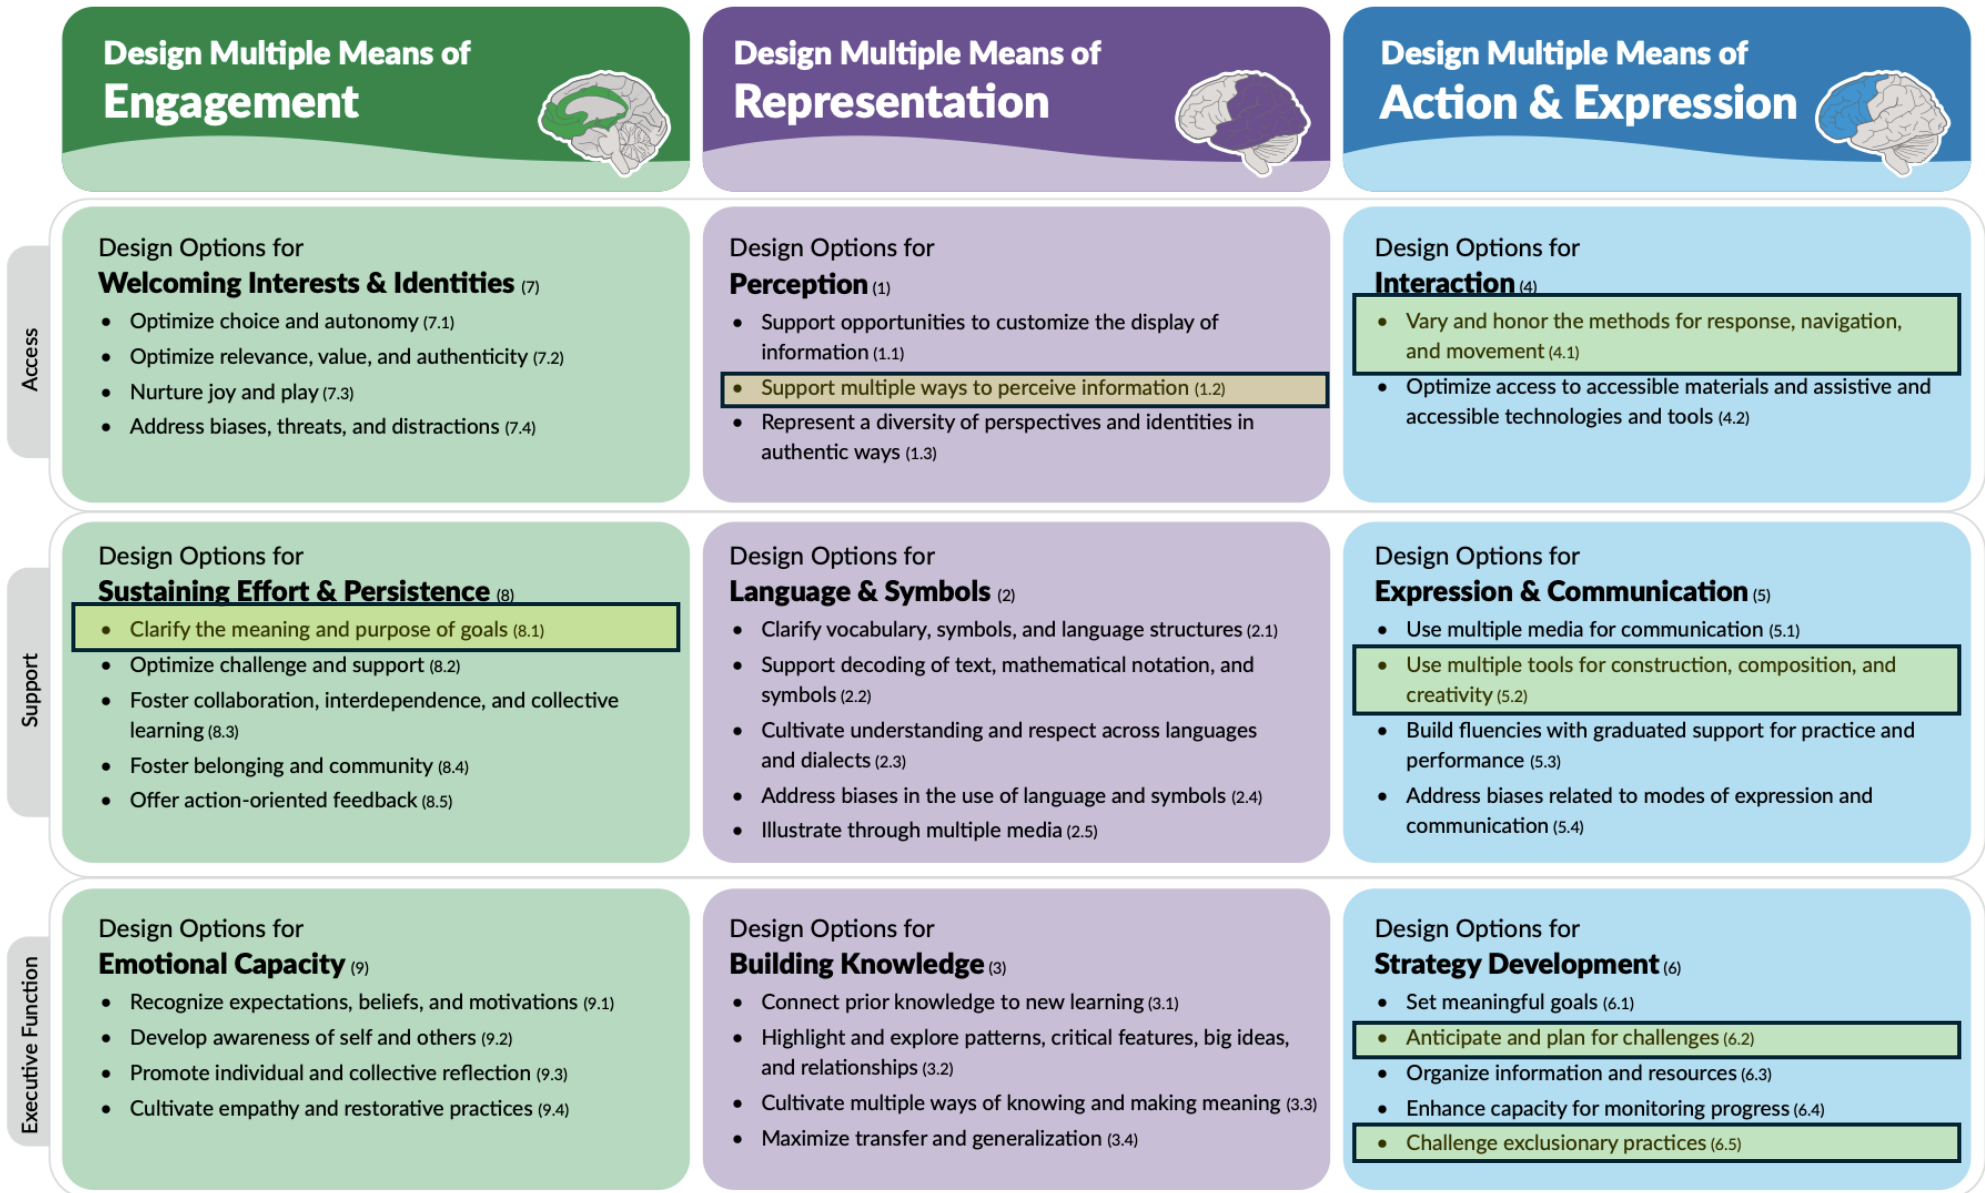 Design Multiple Means of
Engagement
Design Multiple Means of
Representation
Design Multiple Means of
Action & Expression
Access
Design Options for
Welcoming Interests & Identities (7)
• Optimize choice and autonomy (7.1)
• Optimize relevance, value, and authenticity (7.2)
• Nurture joy and play (7.3)
• Address biases, threats, and distractions (7.4)
Design Options for
Perception (1)
• Support opportunities to customize the display of
information (1.1)
• Support multiple ways to perceive information (1.2)
• Represent a diversity of perspectives and identities in
authentic ways (1.3)
Design Options for
Interaction (4)
• Vary and honor the methods for response, navigation,
and movement (4.1)
• Optimize access to accessible materials and assistive and
accessible technologies and tools (4.2)
Support
Design Options for
Sustaining Effort & Persistence (8)
• Clarify the meaning and purpose of goals (8.1)
• Optimize challenge and support (8.2)
• Foster collaboration, interdependence, and collective
learning (8.3)
• Foster belonging and community (8.4)
• Offer action-oriented feedback (8.5)
Design Options for
Language & Symbols (2)
• Clarify vocabulary, symbols, and language structures (2.1)
• Support decoding of text, mathematical notation, and
symbols (2.2)
• Cultivate understanding and respect across languages
and dialects (2.3)
• Address biases in the use of language and symbols (2.4)
• Illustrate through multiple media (2.5)
Design Options for
Expression & Communication (5)
• Use multiple media for communication (5.1)
• Use multiple tools for construction, composition, and
creativity (5.2)
• Build fluencies with graduated support for practice and
performance (5.3)
• Address biases related to modes of expression and
communication (5.4)
Executive Function
Design Options for
Emotional Capacity (9)
• Recognize expectations, beliefs, and motivations (9.1)
• Develop awareness of self and others (9.2)
• Promote individual and collective reflection (9.3)
• Cultivate empathy and restorative practices (9.4)
Design Options for
Building Knowledge (3)
• Connect prior knowledge to new learning (3.1)
• Highlight and explore patterns, critical features, big ideas,
and relationships (3.2)
• Cultivate multiple ways of knowing and making meaning (3.3)
• Maximize transfer and generalization (3.4)
Design Options for
Strategy Development (6)
• Set meaningful goals (6.1)
• Anticipate and plan for challenges (6.2)
• Organize information and resources (6.3)
• Enhance capacity for monitoring progress (6.4)
• Challenge exclusionary practices (6.5)